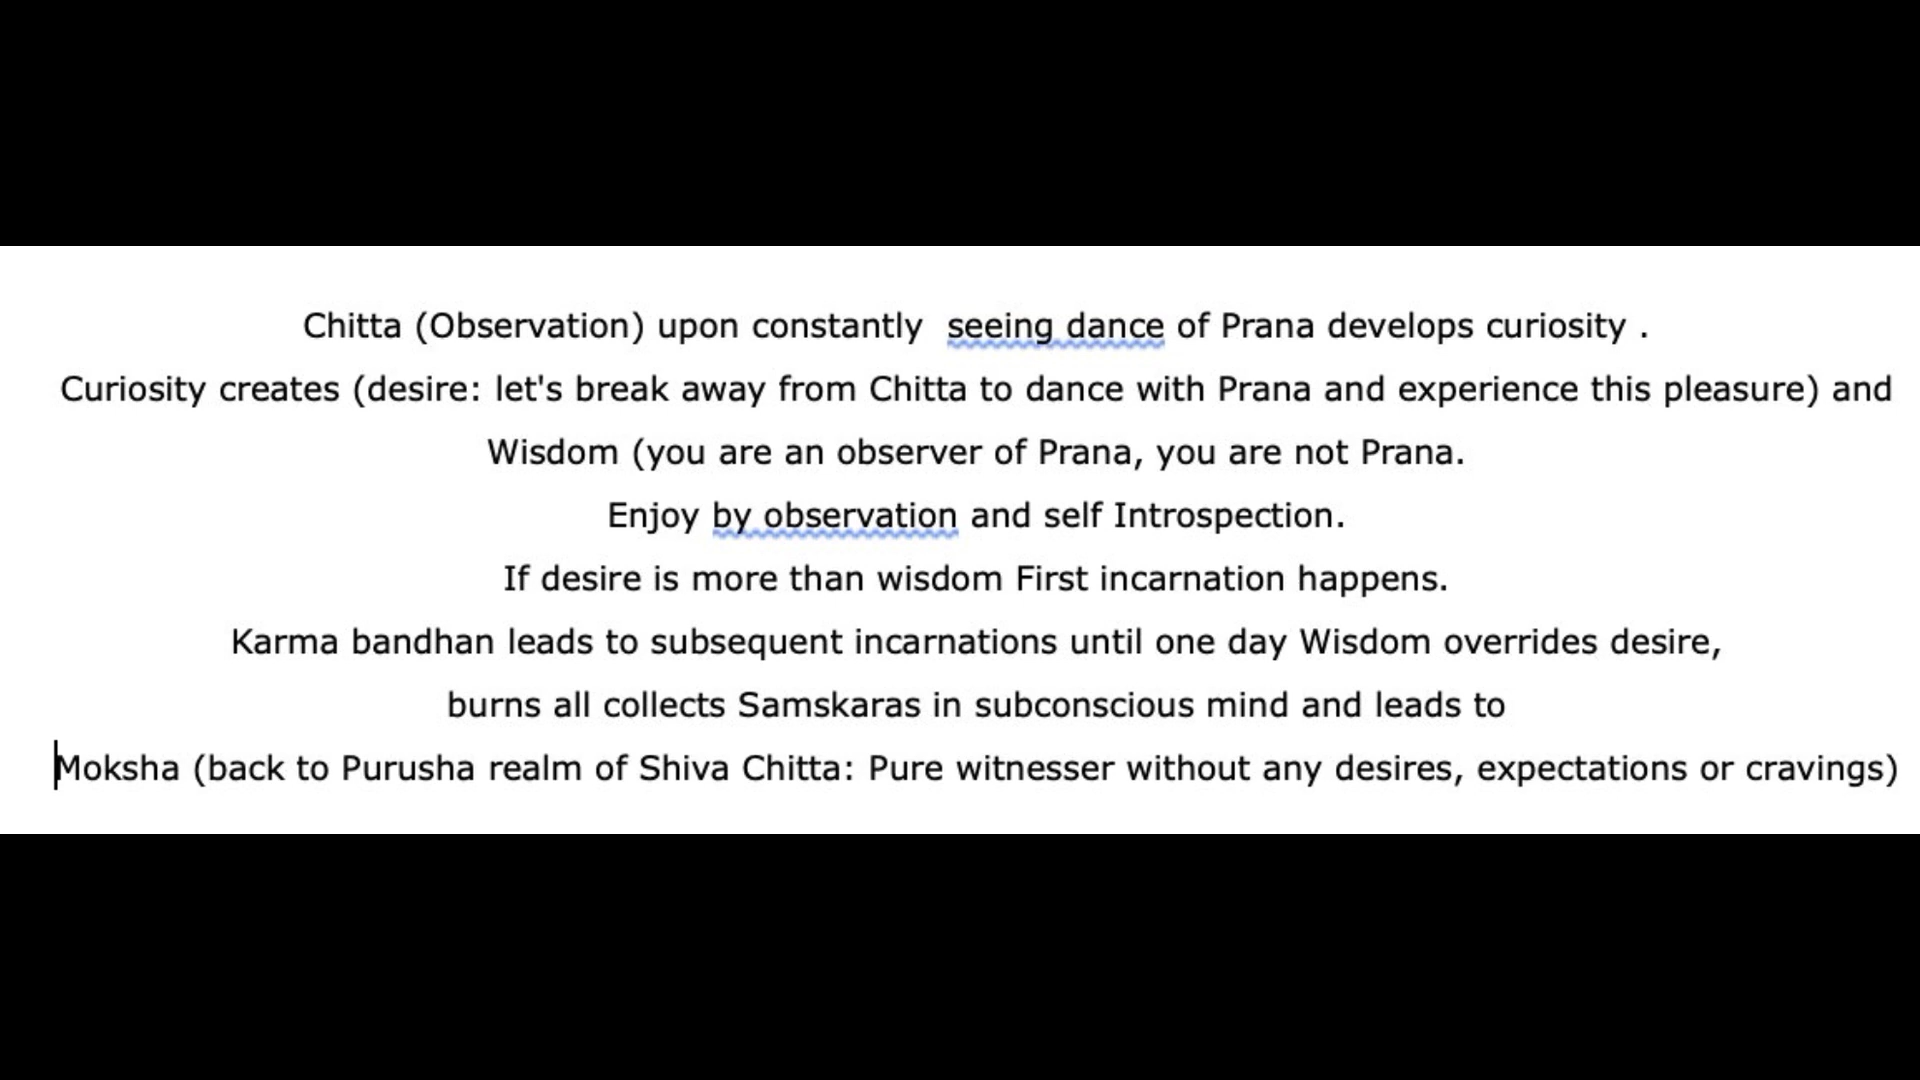 Chitta (Observation) upon constantly  seeing dance of Prana develops curiosity .
Curiosity creates (desire: let's break away from Chitta to dance with Prana and experience this pleasure) and
Wisdom (you are an observer of Prana, you are not Prana.
Enjoy by observation and self Introspection.
If desire is more than wisdom First incarnation happens.
Karma bandhan leads to subsequent incarnations until one day Wisdom overrides desire,
burns all collects Samskaras in subconscious mind and leads to
Moksha (back to Purusha realm of Shiva Chitta: Pure witnesser without any desires, expectations or cravings)